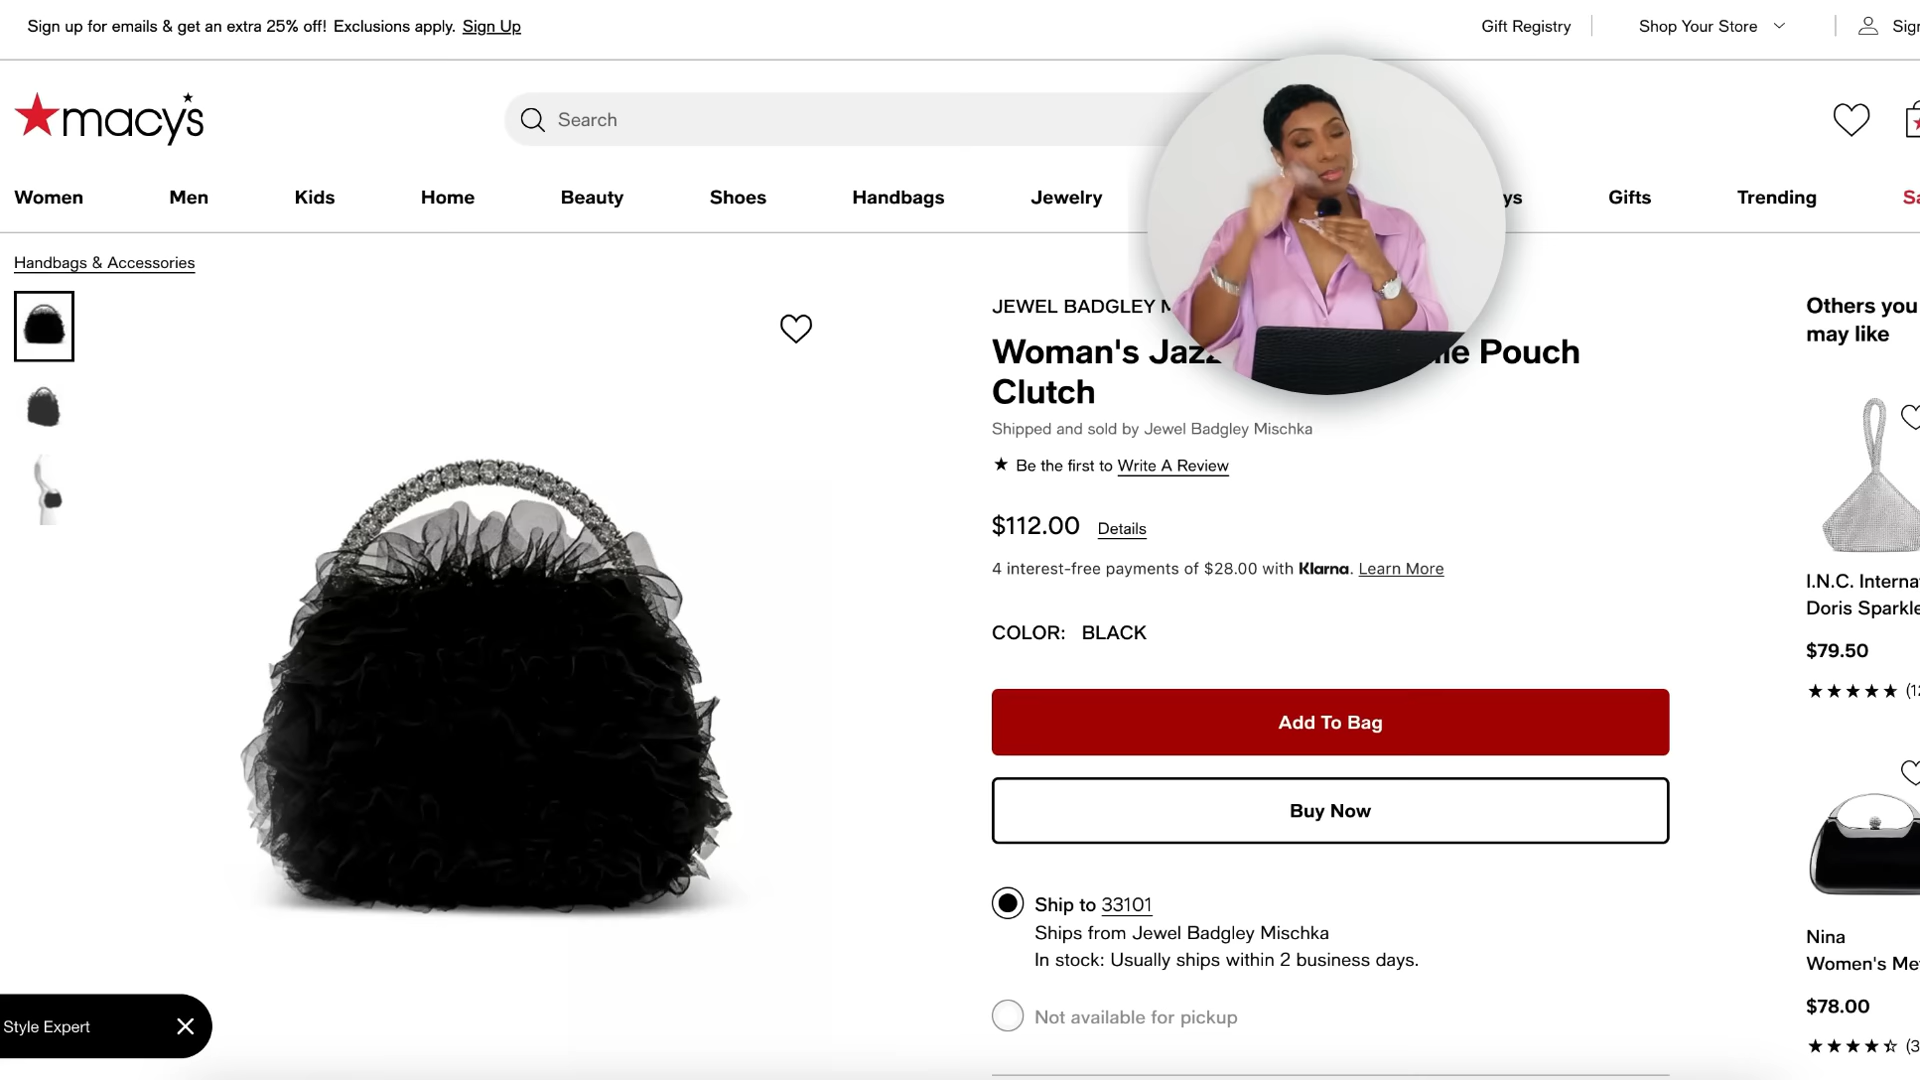 Sign up for emails & get an extra 25% off! Exclusions apply. Sign Up
Gift Registry
Shop Your Store
macy's
Search
Women
Men
Kids
Home
Beauty
Shoes
Handbags
Jewelry
Gifts
Trending
Handbags & Accessories
JEWEL BADGLEY
Woman's Pouch
Clutch
Shipped and sold by Jewel Badgley Mischka
Be the first to Write A Review
$112.00 Details
4 interest-free payments of $28.00 with Klarna. Learn More
COLOR: BLACK
Add To Bag
Buy Now
Ship to 33101
Ships from Jewel Badgley Mischka
In stock: Usually ships within 2 business days.
Not available for pickup
Others you
may like
I.N.C.
Doris
$79.50
Nina
Women's
$78.00
Style Expert